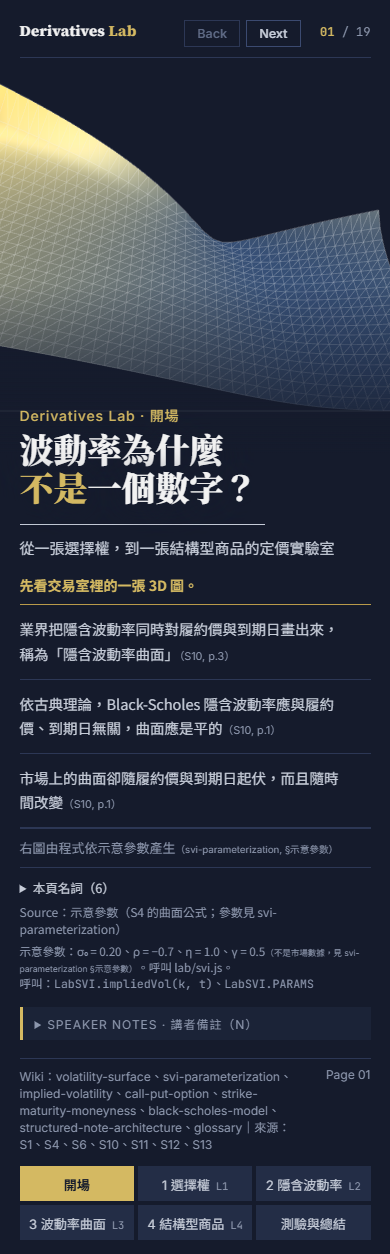 Derivatives Lab
Back
Next
01 / 19
Derivatives Lab · 開場
波動率為什麼
不是一個數字？
從一張選擇權，到一張結構型商品的定價實驗室
先看交易室裡的一張 3D 圖。
業界把隱含波動率同時對履約價與到期日畫出來，
稱為「隱含波動率曲面」（S10, p.3）
依古典理論，Black-Scholes 隱含波動率應與履約
價、到期日無關，曲面應是平的（S10, p.1）
市場上的曲面卻隨履約價與到期日起伏，而且隨時
間改變（S10, p.1）
右圖由程式依示意參數產生（svi-parameterization, §示意參數）
▶ 本頁名詞（6）
Source：示意參數（S4 的曲面公式；參數見 svi-
parameterization）
示意參數：σ₀ = 0.20、ρ = −0.7、η = 1.0、γ = 0.5（不是市場數據，見 svi-
parameterization §示意參數）。呼叫 lab/svi.js。
呼叫：LabSVI.impliedVol(k, t)、LabSVI.PARAMS
▶ SPEAKER NOTES · 講者備註（N）
Wiki：volatility-surface、svi-parameterization、
implied-volatility、call-put-option、strike-
maturity-moneyness、black-scholes-model、
structured-note-architecture、glossary｜來源：
S1、S4、S6、S10、S11、S12、S13
Page 01
開場
1 選擇權 L1
2 隱含波動率 L2
3 波動率曲面 L3
4 結構型商品 L4
測驗與總結